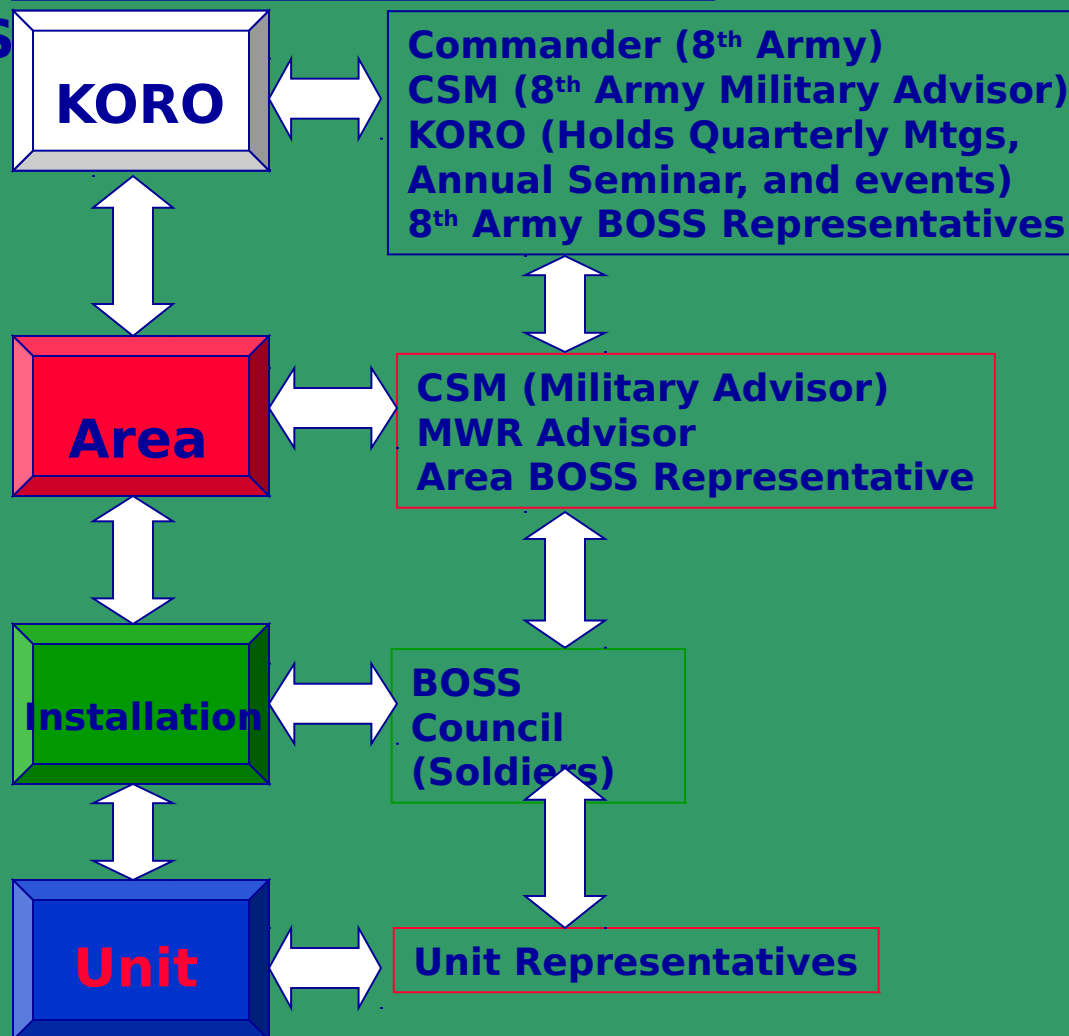 S
KORO
Commander (8th Army)
CSM (8th Army Military Advisor)
KORO (Holds Quarterly Mtgs,
Annual Seminar, and events)
8th Army BOSS Representatives
Area
CSM (Military Advisor)
MWR Advisor
Area BOSS Representative
Installation
BOSS
Council
(Soldiers)
Unit
Unit Representatives